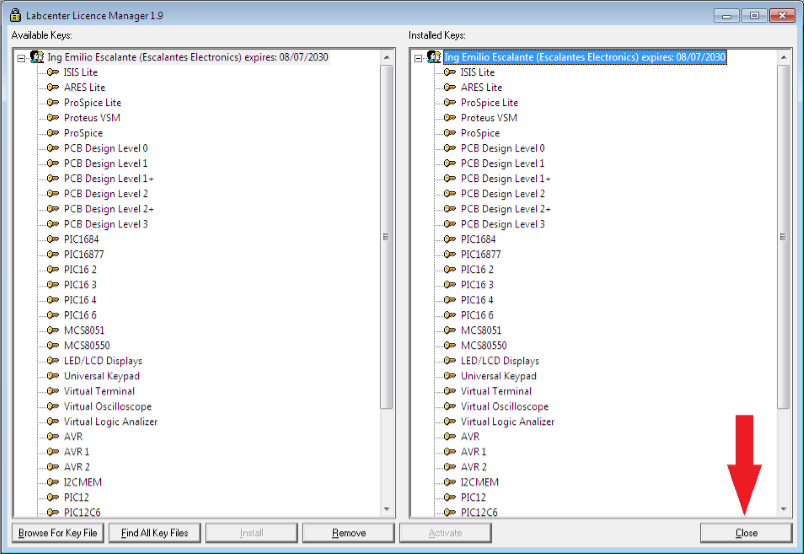 Labcenter Licence Manager 1.9
Available Keys:
Ing Emilio Escalante (Escalantes Electronics) expires: 08/07/2030
ISIS Lite
ARES Lite
ProSpice Lite
Proteus VSM
ProSpice
PCB Design Level 0
PCB Design Level 1
PCB Design Level 1+
PCB Design Level 2
PCB Design Level 2+
PCB Design Level 3
PIC1684
PIC16877
PIC16 2
PIC16 3
PIC16 4
PIC16 6
MCS8051
MCS80550
LED/LCD Displays
Universal Keypad
Virtual Terminal
Virtual Oscilloscope
Virtual Logic Analizer
AVR
AVR 1
AVR 2
I2CMEM
PIC12
PIC12C6
Installed Keys:
Ing Emilio Escalante (Escalantes Electronics) expires: 08/07/2030
ISIS Lite
ARES Lite
ProSpice Lite
Proteus VSM
ProSpice
PCB Design Level 0
PCB Design Level 1
PCB Design Level 1+
PCB Design Level 2
PCB Design Level 2+
PCB Design Level 3
PIC1684
PIC16877
PIC16 2
PIC16 3
PIC16 4
PIC16 6
MCS8051
MCS80550
LED/LCD Displays
Universal Keypad
Virtual Terminal
Virtual Oscilloscope
Virtual Logic Analizer
AVR
AVR 1
AVR 2
I2CMEM
PIC12
PIC12C6
Browse For Key File
Find All Key Files
Install
Remove
Activate
Close